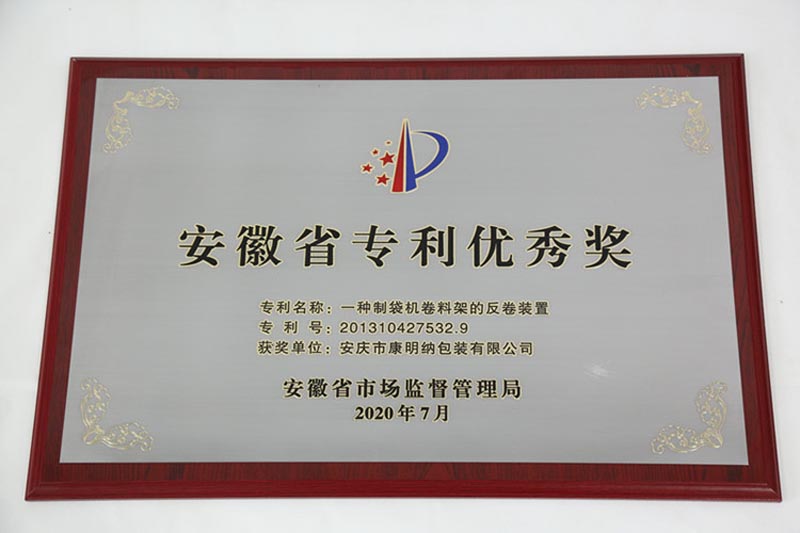 安徽省专利优秀奖
专利名称：一种制袋机卷料架的反卷装置
专 利 号：201310427532.9
获奖单位：安庆市康明纳包装有限公司
安徽省市场监督管理局
2020年7月